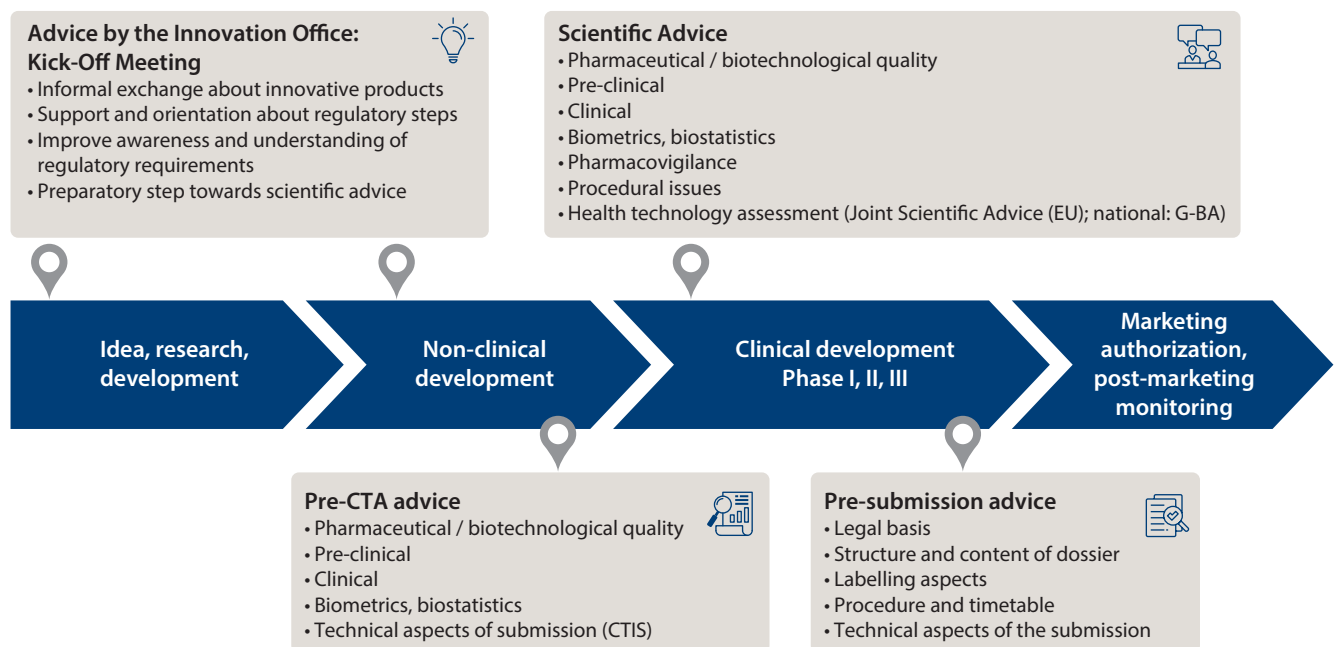 Advice by the Innovation Office:
Kick-Off Meeting
• Informal exchange about innovative products
• Support and orientation about regulatory steps
• Improve awareness and understanding of
regulatory requirements
• Preparatory step towards scientific advice
Scientific Advice
• Pharmaceutical / biotechnological quality
• Pre-clinical
• Clinical
• Biometrics, biostatistics
• Pharmacovigilance
• Procedural issues
• Health technology assessment (Joint Scientific Advice (EU); national: G-BA)
Idea, research,
development
Non-clinical
development
Clinical development
Phase I, II, III
Marketing
authorization,
post-marketing
monitoring
Pre-CTA advice
• Pharmaceutical / biotechnological quality
• Pre-clinical
• Clinical
• Biometrics, biostatistics
• Technical aspects of submission (CTIS)
Pre-submission advice
• Legal basis
• Structure and content of dossier
• Labelling aspects
• Procedure and timetable
• Technical aspects of the submission